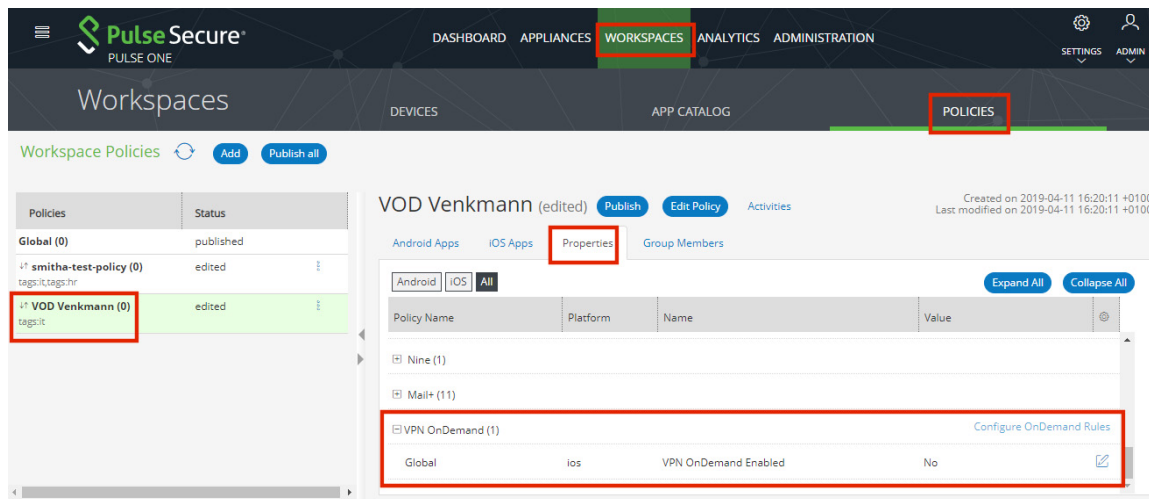 Pulse Secure®
PULSE ONE
DASHBOARD APPLIANCES WORKSPACES ANALYTICS ADMINISTRATION
SETTINGS ADMIN
Workspaces
DEVICES APP CATALOG POLICIES
Workspace Policies Add Publish all
Policies Status
Global (0) published
smitha-test-policy (0) edited
tags:it,tags:hr
VOD Venkmann (0) edited
tags:it
VOD Venkmann (edited) Publish Edit Policy Activities
Created on 2019-04-11 16:20:11 +0100
Last modified on 2019-04-11 16:20:11 +0100
Android Apps iOS Apps Properties Group Members
Android iOS All Expand All Collapse All
Policy Name Platform Name Value
Nine (1)
Mail+ (11)
VPN OnDemand (1) Configure OnDemand Rules
Global ios VPN OnDemand Enabled No